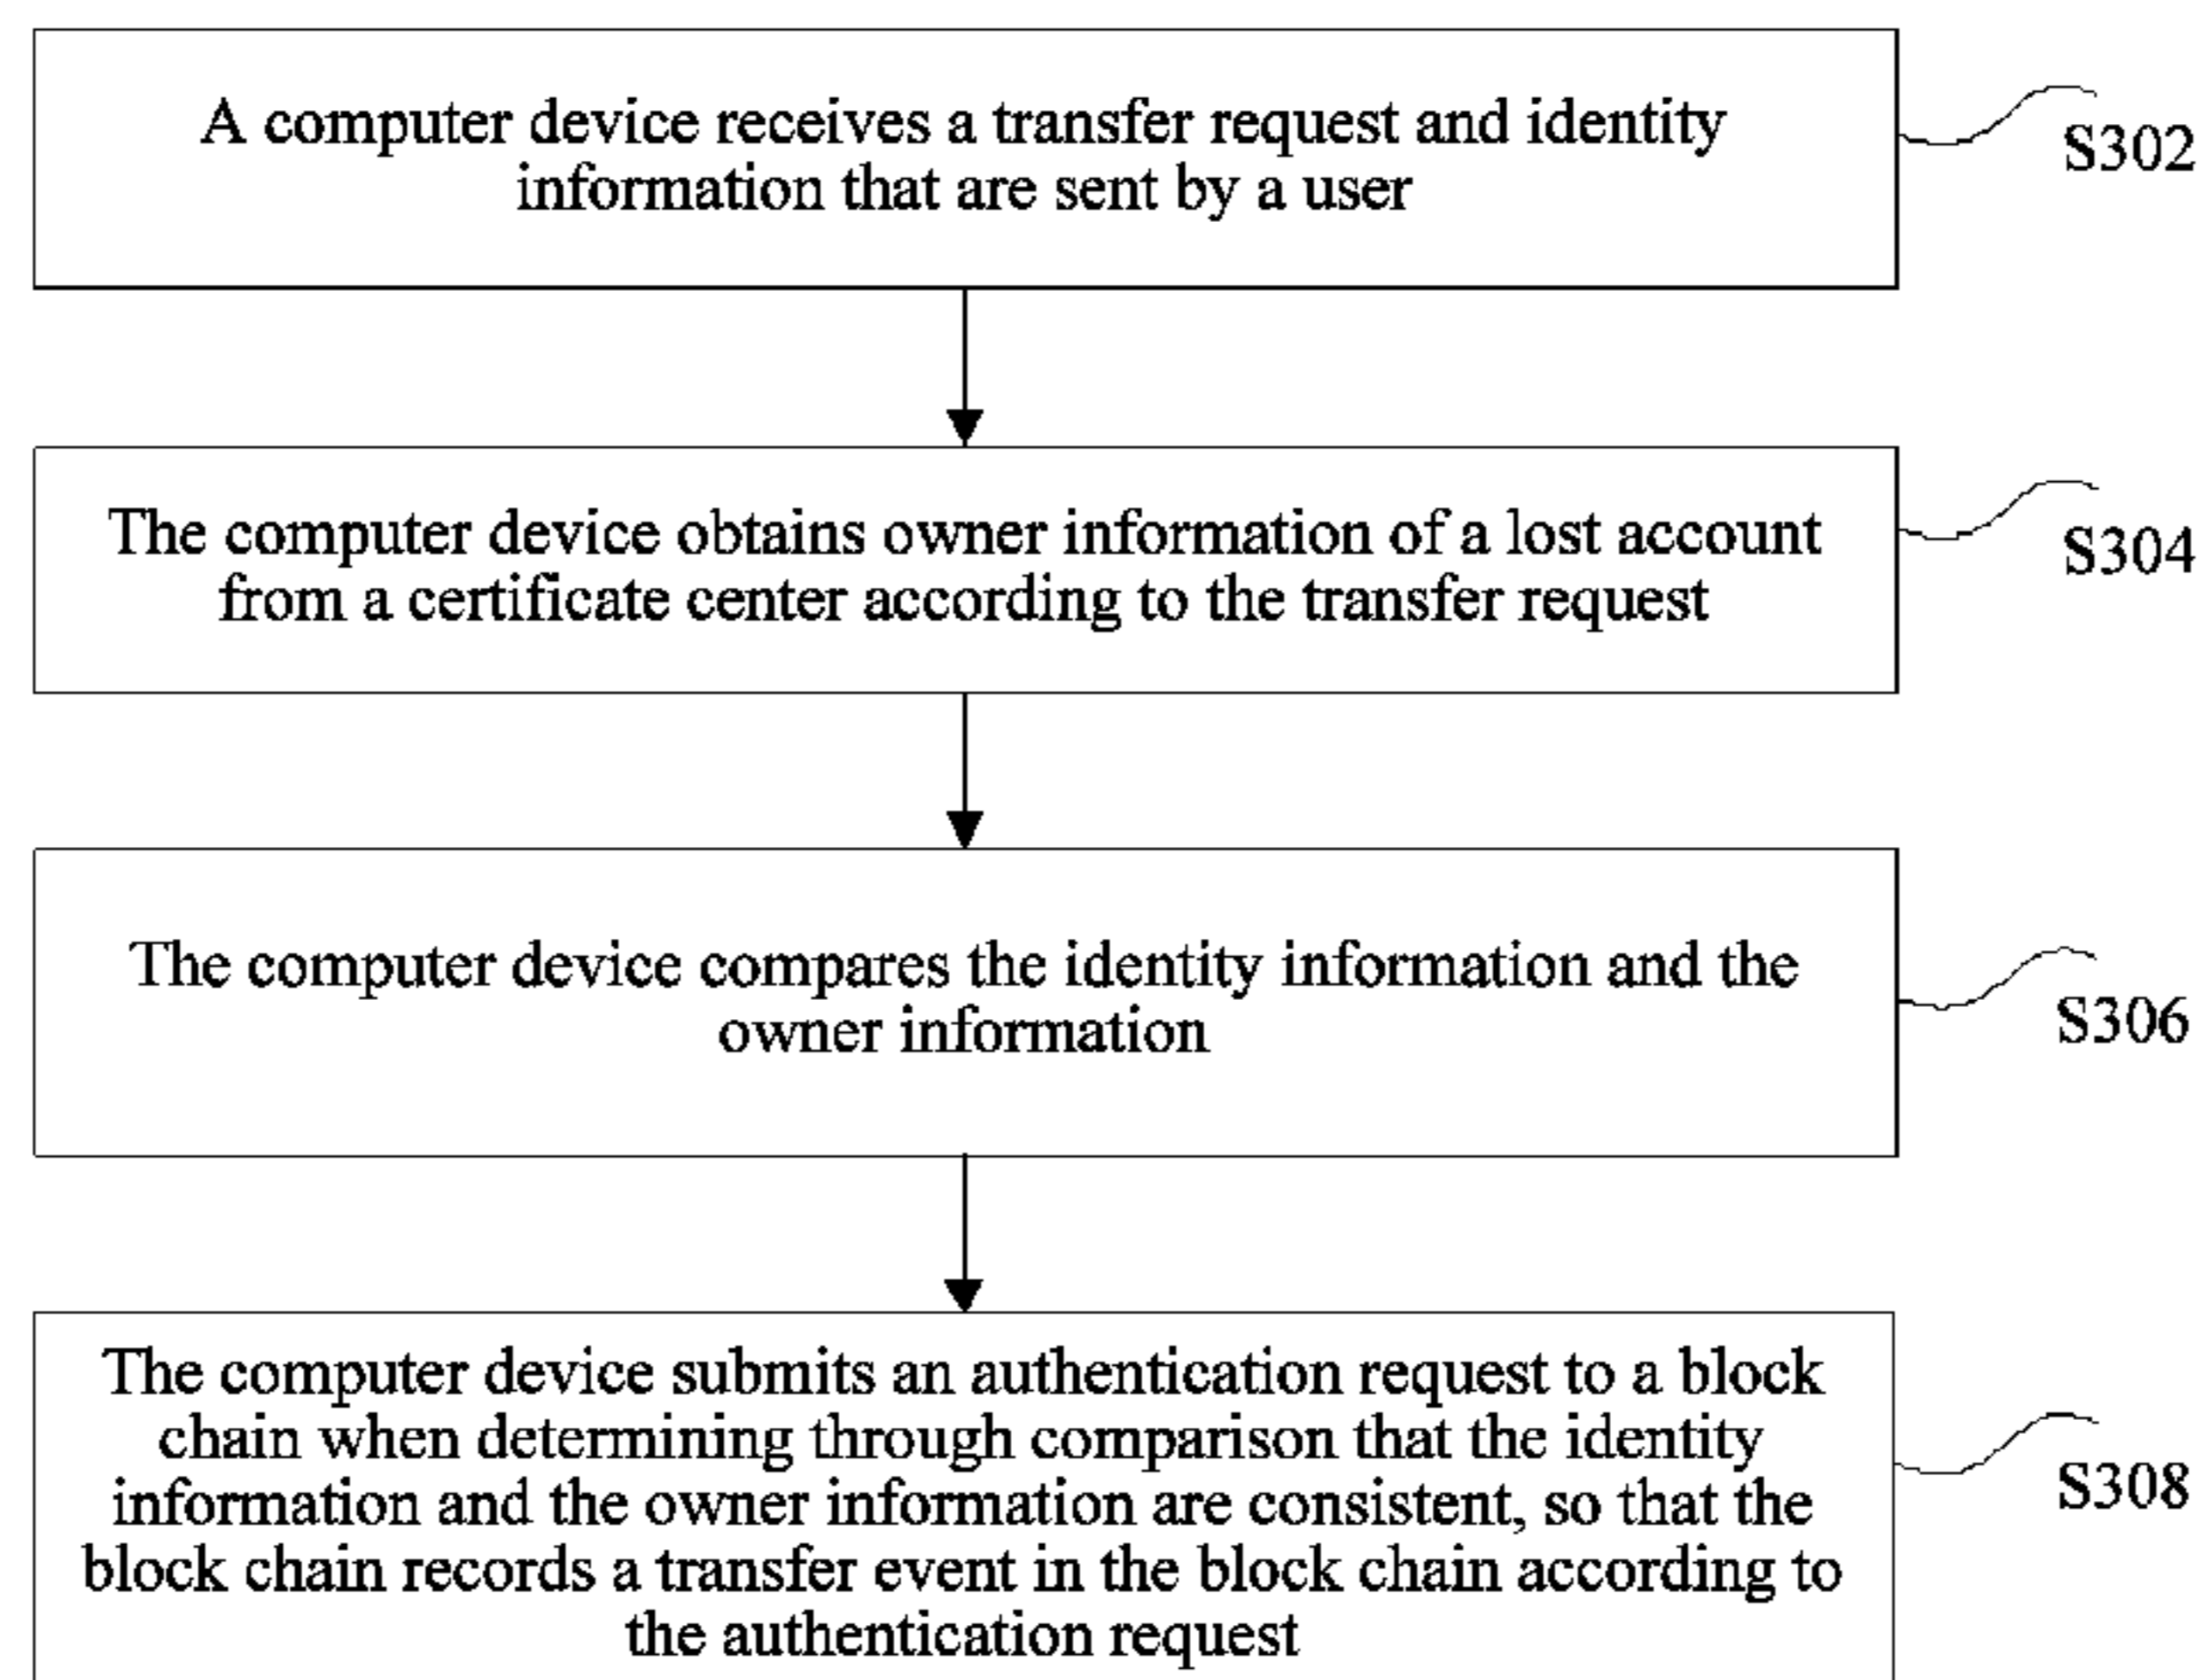 A computer device receives a transfer request and identity
information that are sent by a user
S302
The computer device obtains owner information of a lost account
from a certificate center according to the transfer request
S304
The computer device compares the identity information and the
owner information
S306
The computer device submits an authentication request to a block
chain when determining through comparison that the identity
information and the owner information are consistent, so that the
block chain records a transfer event in the block chain according to
the authentication request
S308